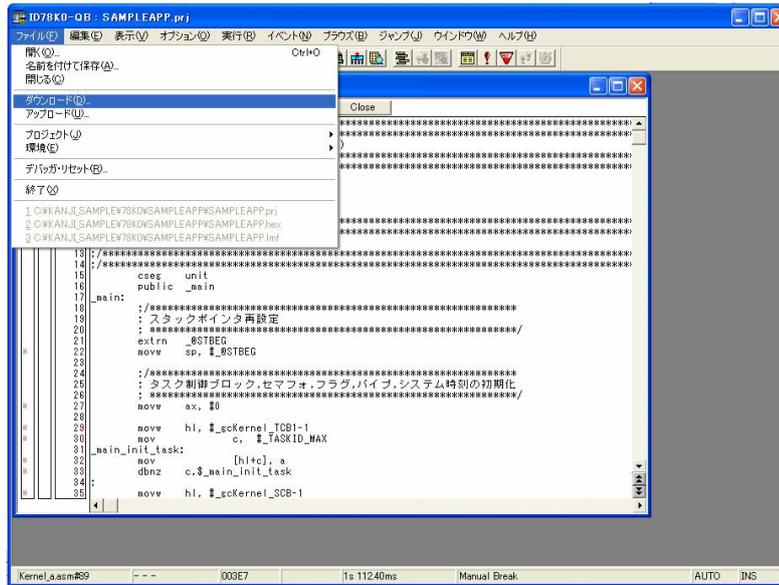 ID78K0-QB : SAMPLEAPP.prj
ファイル(F) 編集(E) 表示(V) オプション(O) 実行(R) イベント(N) ブラウズ(B) ジャンプ(J) ウインドウ(W) ヘルプ(H)
開く(O)... Ctrl+O
名前を付けて保存(A)...
閉じる(C)
ダウンロード(D)...
アップロード(U)...
プロジェクト(J)
環境(E)
デバッガ・リセット(R)...
終了(X)
1 C:¥KANJI_SAMPLE¥78K0¥SAMPLEAPP¥SAMPLEAPP.prj
2 C:¥KANJI_SAMPLE¥78K0¥SAMPLEAPP¥SAMPLEAPP.hex
3 C:¥KANJI_SAMPLE¥78K0¥SAMPLEAPP¥SAMPLEAPP.lmf
Close
13 ;/************************************************************
14 ;/************************************************************
15 cseg unit
16 public _main
17 _main:
18 ;/************************************************
19 ; スタックポインタ再設定
20 ; ************************************************/
21 extrn _@STBEG
22 movw sp, #_@STBEG
23
24 ;/************************************************
25 ; タスク制御ブロック,セマフォ,フラグ,パイプ,システム時刻の初期化
26 ; ************************************************/
27 movw ax, #0
28
29 movw hl, #_gcKernel_TCB1-1
30 mov c, #_TASKID_MAX
31 _main_init_task:
32 mov [hl+c], a
33 dbnz c,$_main_init_task
34 ;
35 movw hl, #_gcKernel_SCB-1
Kernel_a.asm#89 --- 003E7 1s 112.40ms Manual Break AUTO INS